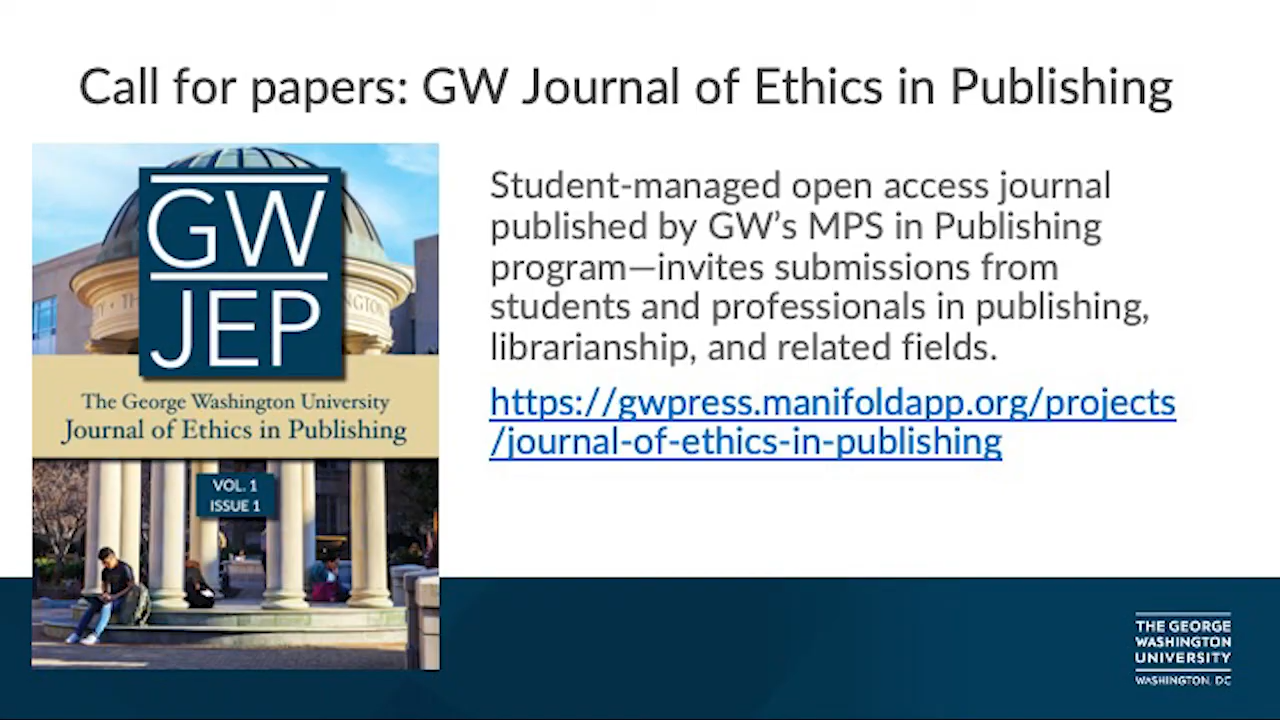 Call for papers: GW Journal of Ethics in Publishing
GW
JEP
The George Washington University
Journal of Ethics in Publishing
VOL. 1
ISSUE 1
Student-managed open access journal
published by GW’s MPS in Publishing
program—invites submissions from
students and professionals in publishing,
librarianship, and related fields.
https://gwpress.manifoldapp.org/projects
/journal-of-ethics-in-publishing
THE GEORGE
WASHINGTON
UNIVERSITY
WASHINGTON, DC